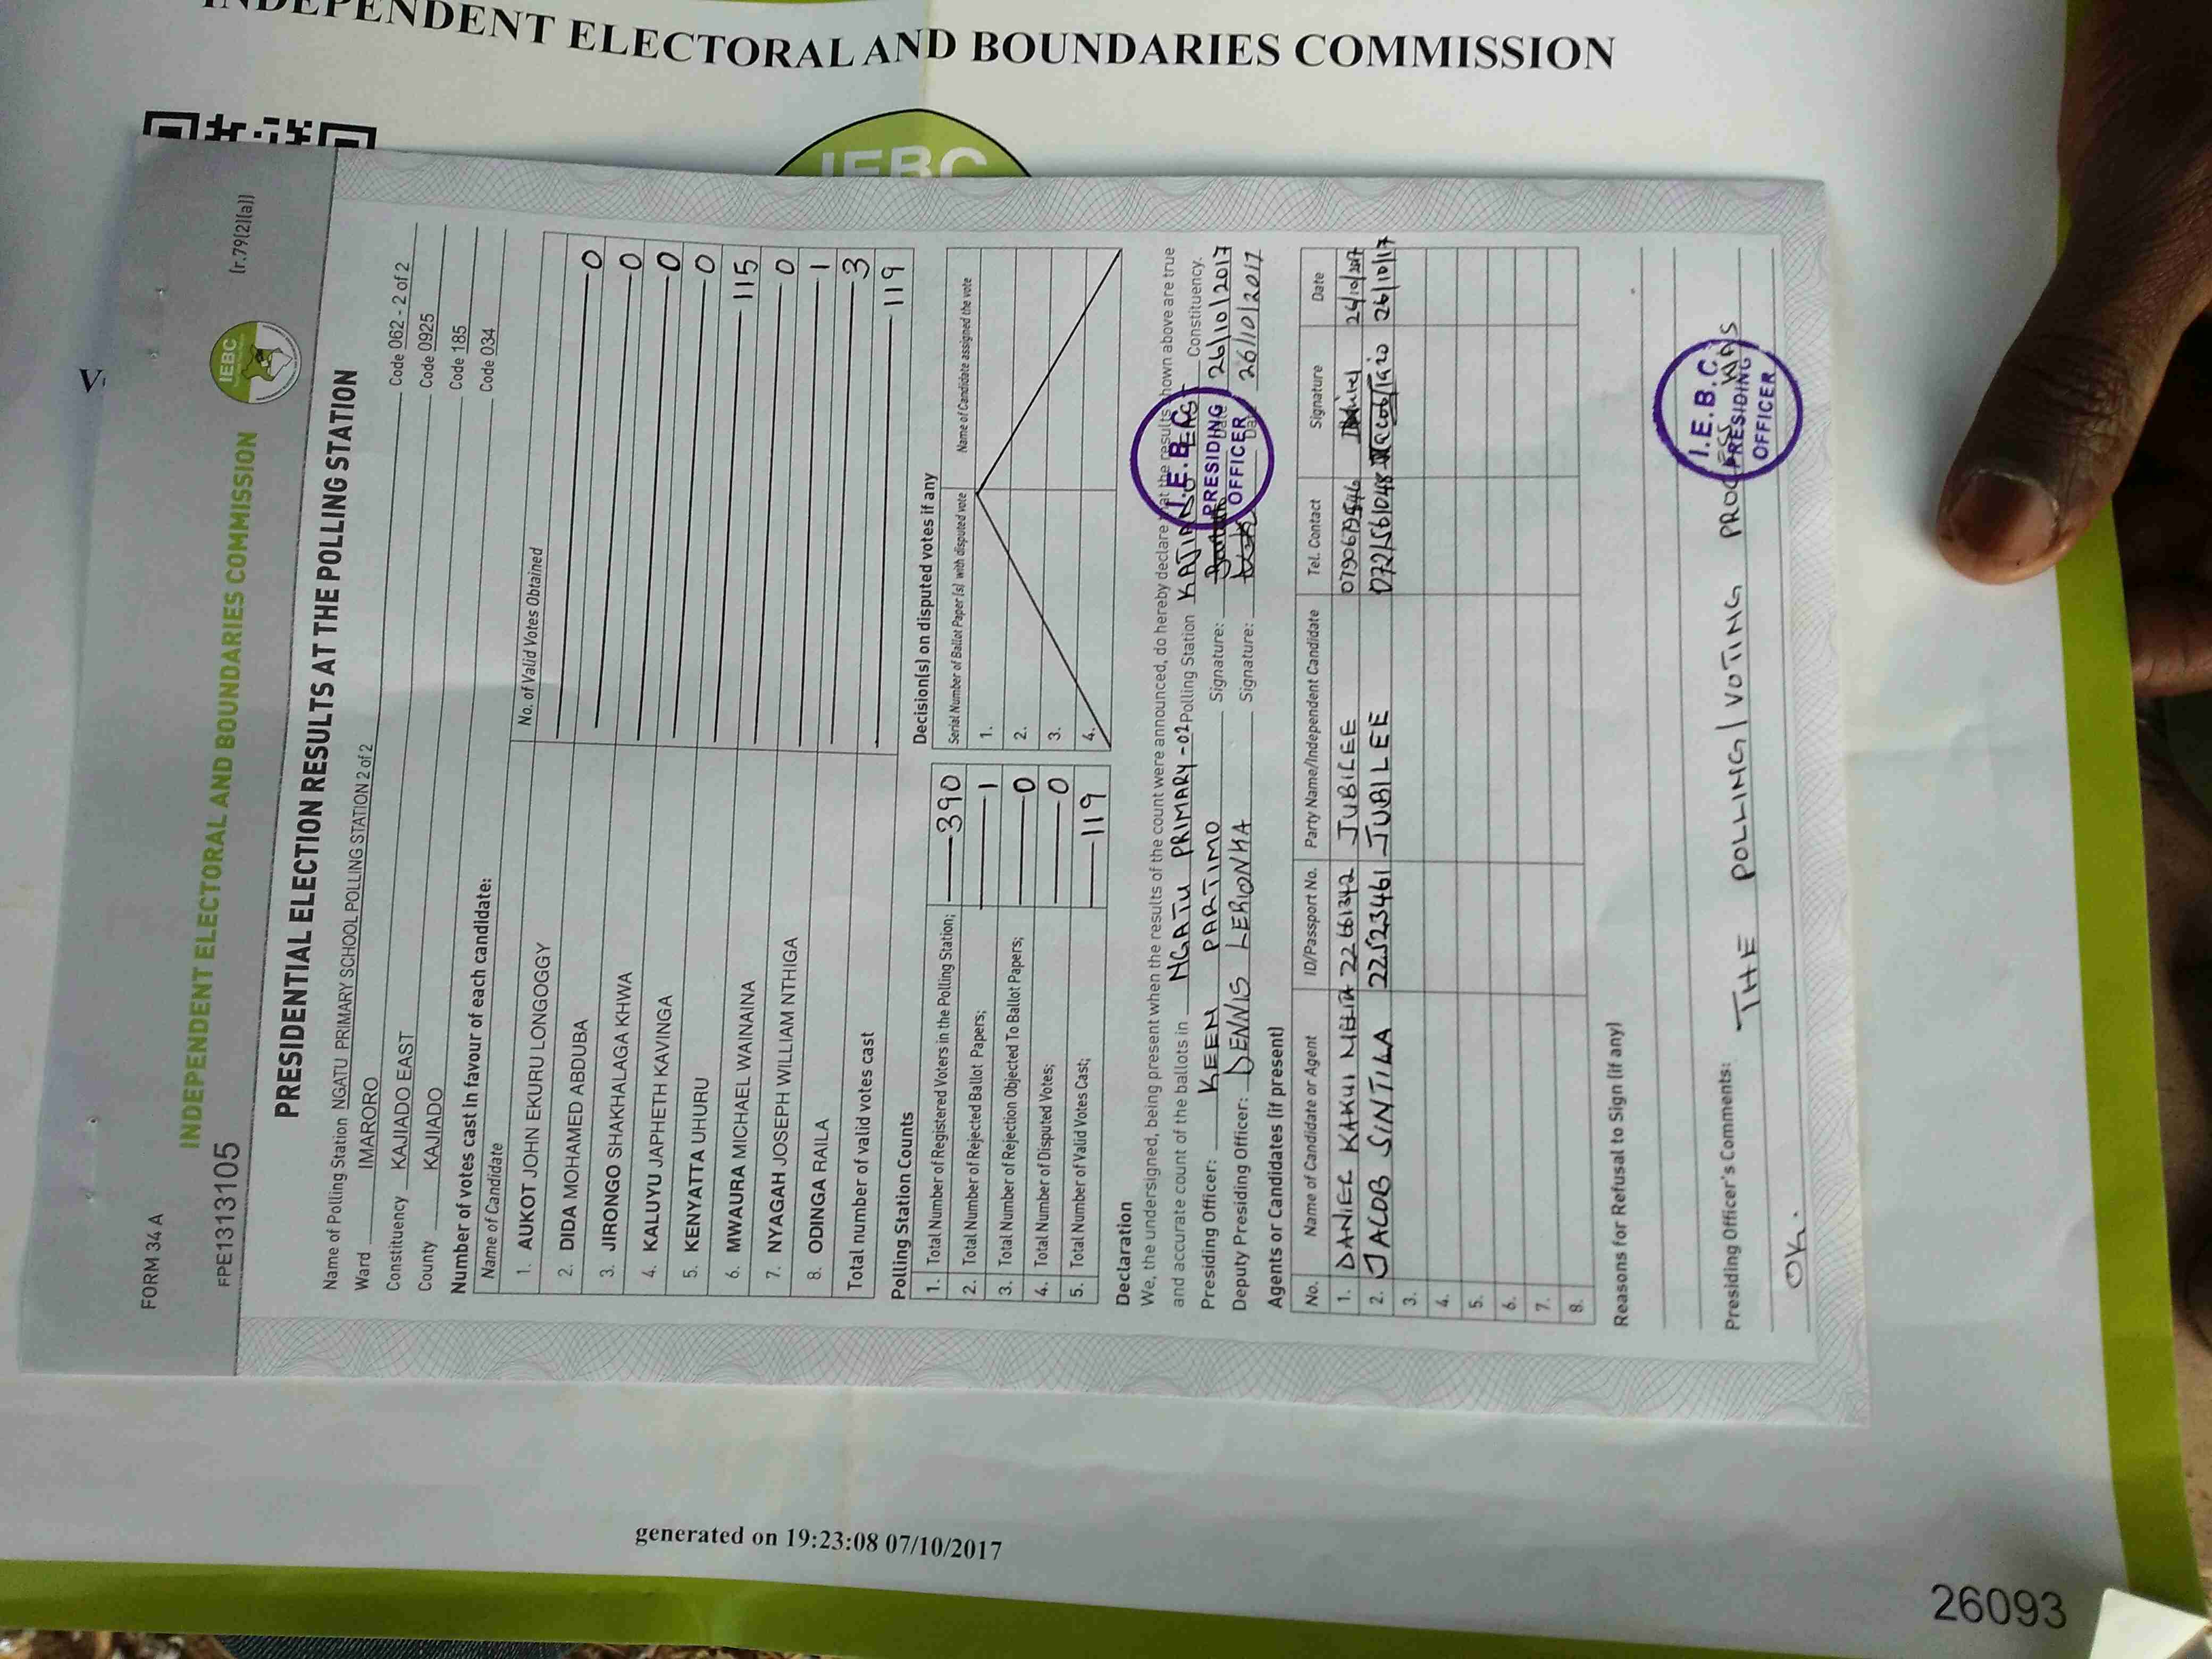 INDEPENDENT ELECTORAL AND BOUNDARIES COMMISSION
IEBC
FORM 34 A
(r.79(2)(a))
INDEPENDENT ELECTORAL AND BOUNDARIES COMMISSION
IEBC
FPE1313105
PRESIDENTIAL ELECTION RESULTS AT THE POLLING STATION
Name of Polling Station NGATU PRIMARY SCHOOL POLLING STATION 2 of 2 Code 062 - 2 of 2
Ward IMARORO Code 0925
Constituency KAJIADO EAST Code 185
County KAJIADO Code 034
Number of votes cast in favour of each candidate:
Name of Candidate No. of Valid Votes Obtained
1. AUKOT JOHN EKURU LONGOGGY 0
2. DIDA MOHAMED ABDUBA 0
3. JIRONGO SHAKHALAGA KHWA 0
4. KALUYU JAPHETH KAVINGA 0
5. KENYATTA UHURU 115
6. MWAURA MICHAEL WAINAINA 0
7. NYAGAH JOSEPH WILLIAM NTHIGA 1
8. ODINGA RAILA 3
Total number of valid votes cast 119
Polling Station Counts
1. Total Number of Registered Voters in the Polling Station; 390
2. Total Number of Rejected Ballot Papers; 1
3. Total Number of Rejection Objected To Ballot Papers; 0
4. Total Number of Disputed Votes; 0
5. Total Number of Valid Votes Cast; 119
Decision(s) on disputed votes if any
Serial Number of Ballot Paper (s) with disputed vote Name of Candidate assigned the vote
1.
2.
3.
4.
Declaration
We, the undersigned, being present when the results of the count were announced, do hereby declare that the results shown above are true
and accurate count of the ballots in NGATU PRIMARY -02 Polling Station KAJIADO EAST Constituency.
Presiding Officer: KEEN PARTIMO Signature: Date 26/10/2017
Deputy Presiding Officer: DENNIS LERIONKA Signature: Date 26/10/2017
I.E.B.C. PRESIDING OFFICER
Agents or Candidates (if present)
No. Name of Candidate or Agent ID/Passport No. Party Name/Independent Candidate Tel. Contact Signature Date
1. DANIEL KAKUI 22661342 JUBILEE 26/10/2017
2. JACOB SINTILA 22523461 JUBILEE 0721561048 26/10/17
3.
4.
5.
6.
7.
8.
Reasons for Refusal to Sign (if any)
Presiding Officer's Comments: THE POLLING/VOTING PROCESS WAS
OK.
I.E.B.C. PRESIDING OFFICER
generated on 19:23:08 07/10/2017
26093